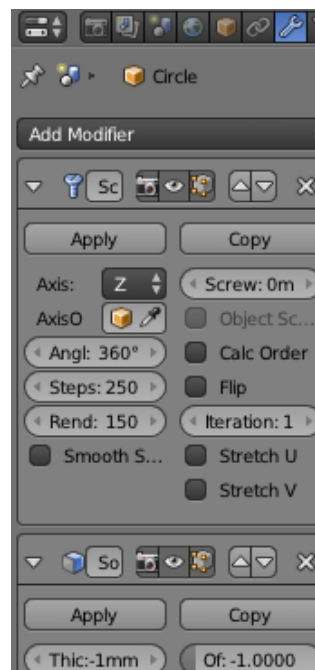 Circle
Add Modifier
Sc
Apply Copy
Axis: Z Screw: 0m
AxisO Object Sc...
Angl: 360° Calc Order
Steps: 250 Flip
Rend: 150 Iteration: 1
Smooth S... Stretch U
Stretch V
So
Apply Copy
Thic:-1mm Of: -1.0000